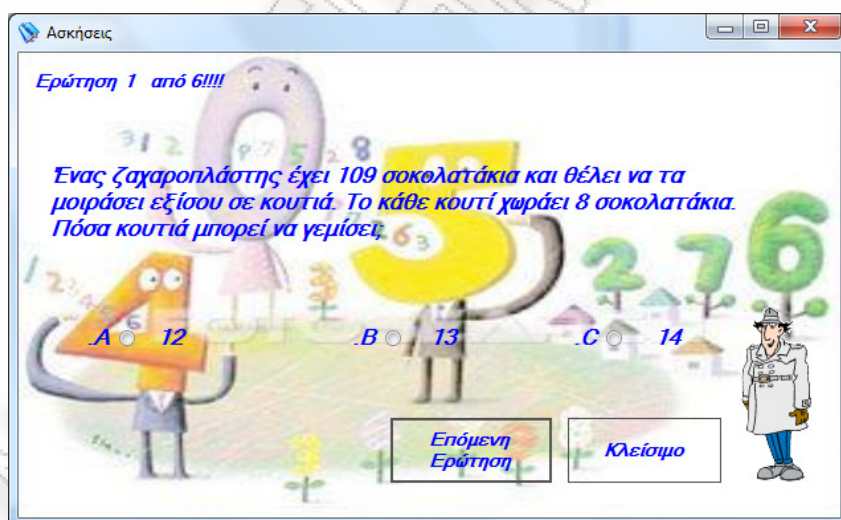 Ασκήσεις
Ερώτηση 1 από 6!!!!
Ένας ζαχαροπλάστης έχει 109 σοκολατάκια και θέλει να τα
μοιράσει εξίσου σε κουτιά. Το κάθε κουτί χωράει 8 σοκολατάκια.
Πόσα κουτιά μπορεί να γεμίσει;
.A 12 .B 13 .C 14
Επόμενη
Ερώτηση
Κλείσιμο